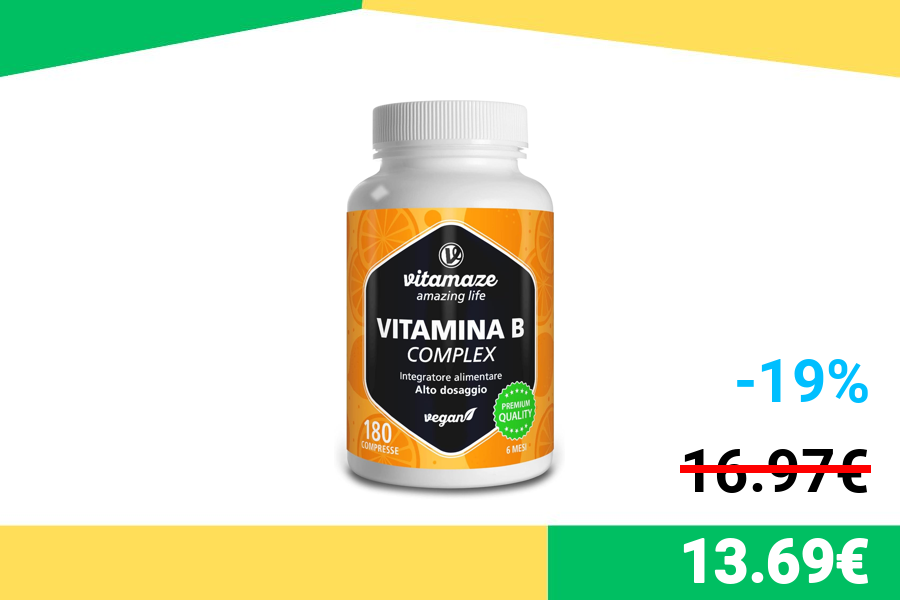 vitamaze
amazing life
VITAMINA B
COMPLEX
Integratore alimentare
Alto dosaggio
vegan
PREMIUM
QUALITY
180
COMPRESSE
6 MESI
-19%
16.97€
13.69€